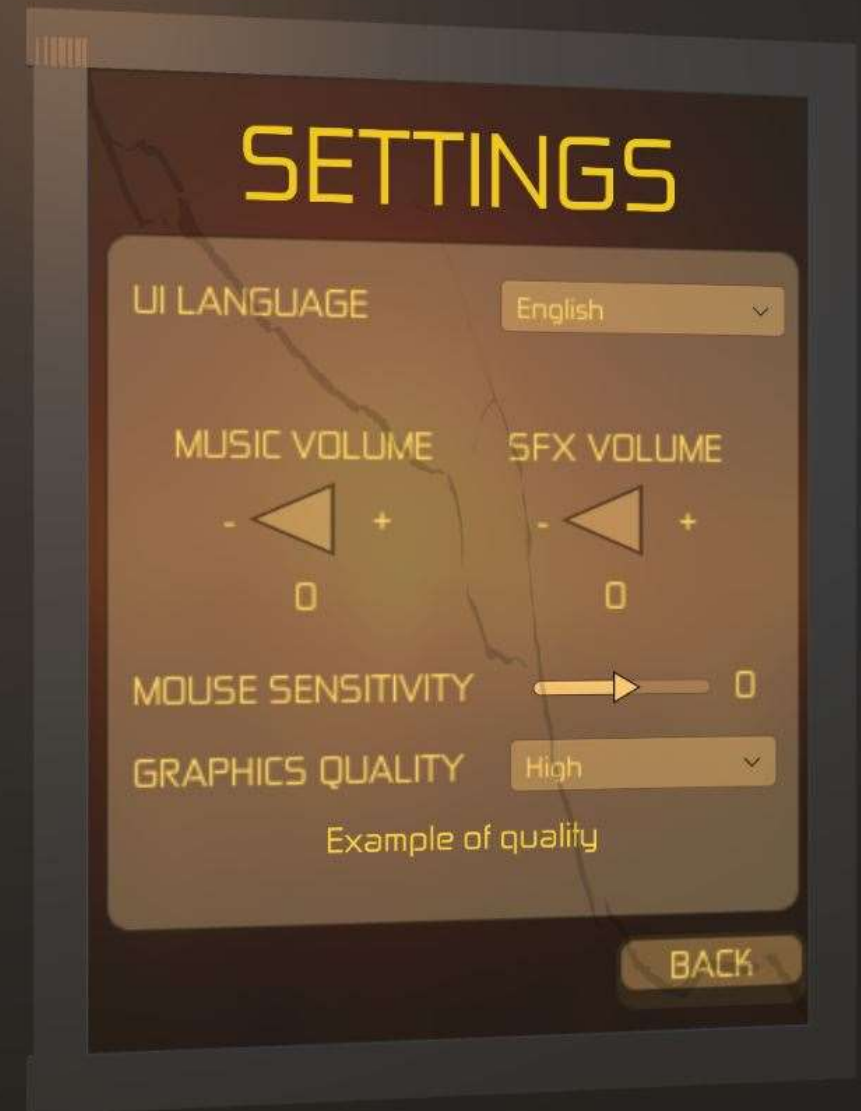 SETTINGS
UI LANGUAGE English
MUSIC VOLUME SFX VOLUME
- + - +
0 0
MOUSE SENSITIVITY 0
GRAPHICS QUALITY High
Example of quality
BACK